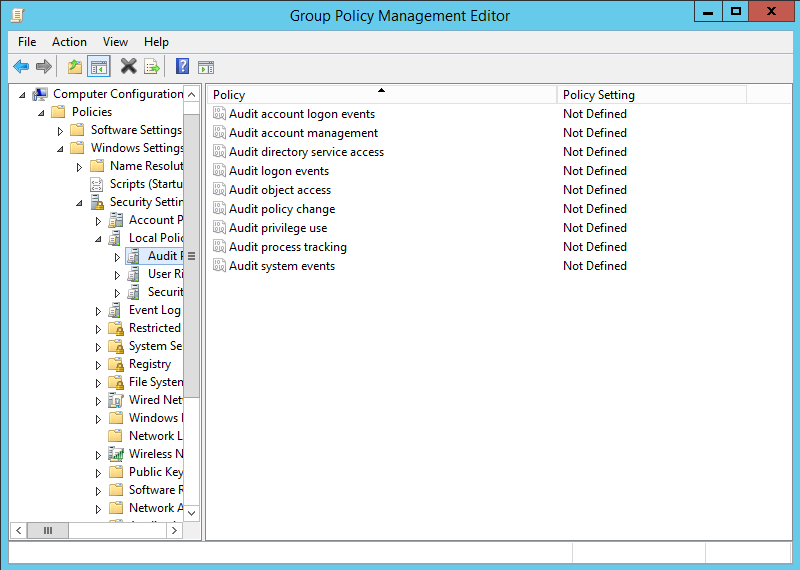 Group Policy Management Editor
File Action View Help
Computer Configuration
Policies
Software Settings
Windows Settings
Name Resolut
Scripts (Startu
Security Settin
Account P
Local Polic
Audit P
User Ri
Securit
Event Log
Restricted
System Se
Registry
File System
Wired Net
Windows F
Network L
Wireless N
Public Key
Software R
Network A
Policy Policy Setting
Audit account logon events Not Defined
Audit account management Not Defined
Audit directory service access Not Defined
Audit logon events Not Defined
Audit object access Not Defined
Audit policy change Not Defined
Audit privilege use Not Defined
Audit process tracking Not Defined
Audit system events Not Defined